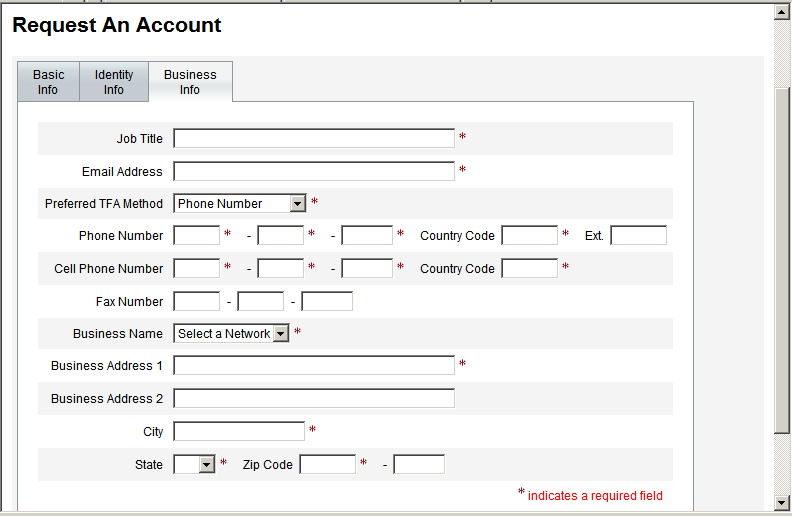 Request An Account
Basic Info
Identity Info
Business Info
Job Title *
Email Address *
Preferred TFA Method Phone Number *
Phone Number * - * - * Country Code * Ext.
Cell Phone Number * - * - * Country Code *
Fax Number - -
Business Name Select a Network *
Business Address 1 *
Business Address 2
City *
State * Zip Code * -
* indicates a required field